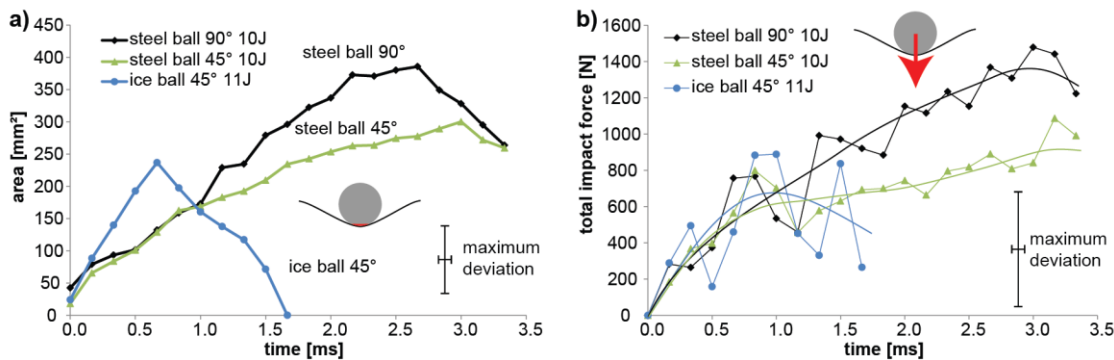 a)
450
400
350
300
250
200
150
100
50
0
area [mm²]
steel ball 90° 10J
steel ball 45° 10J
ice ball 45° 11J
steel ball 90°
steel ball 45°
ice ball 45°
maximum
deviation
0.0 0.5 1.0 1.5 2.0 2.5 3.0 3.5
time [ms]
b)
1600
1400
1200
1000
800
600
400
200
0
total impact force [N]
steel ball 90° 10J
steel ball 45° 10J
ice ball 45° 11J
maximum
deviation
0.0 0.5 1.0 1.5 2.0 2.5 3.0 3.5
time [ms]